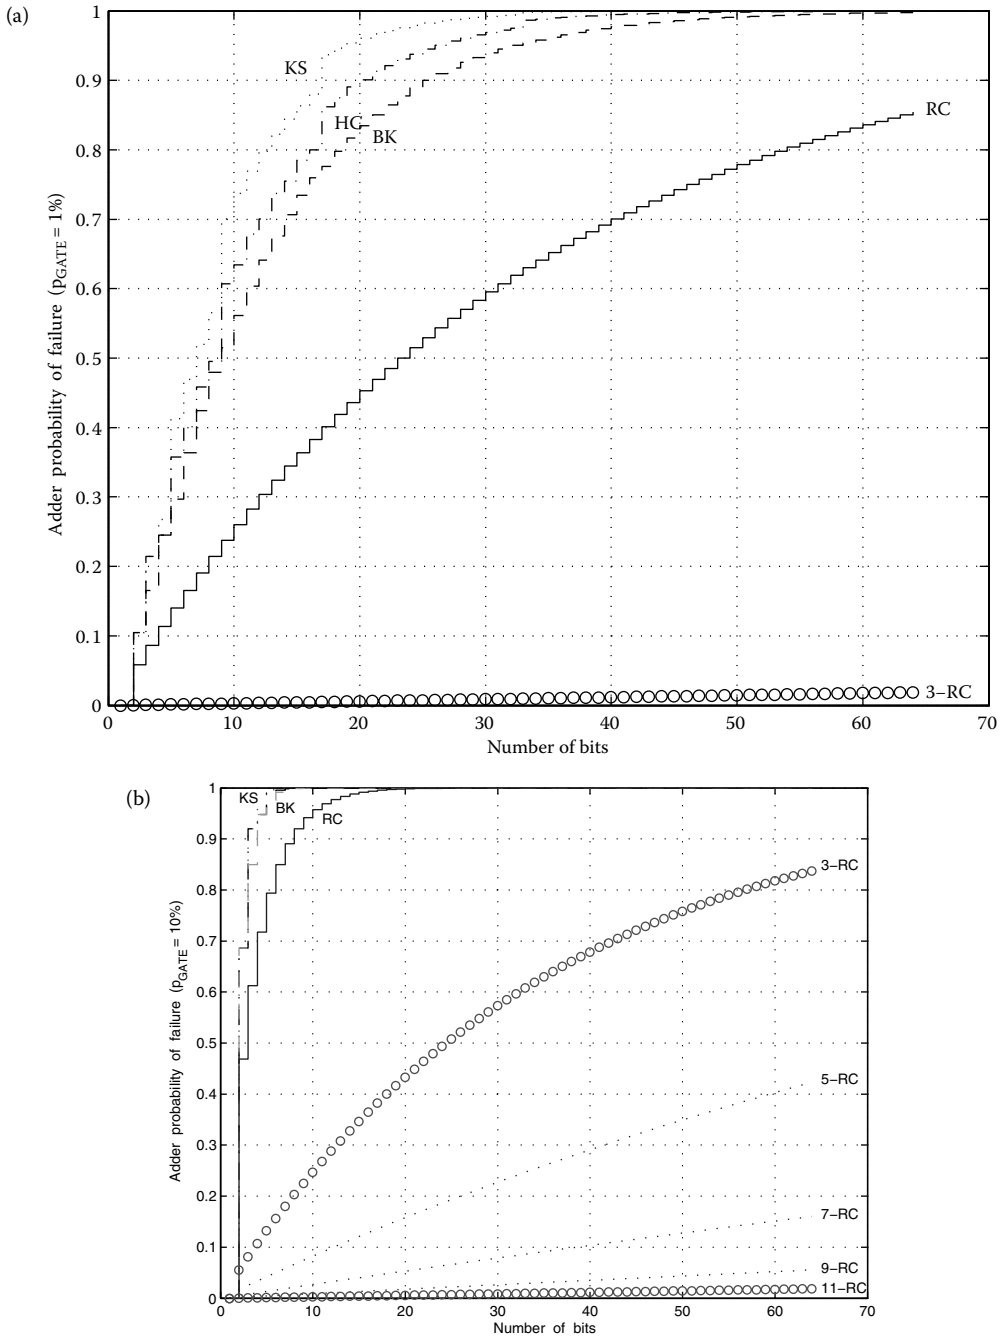 (a)
1
0.9
0.8
0.7
0.6
0.5
0.4
0.3
0.2
0.1
0
Adder probability of failure (pGATE = 1%)
KS
HC
BK
RC
3–RC
0 10 20 30 40 50 60 70
Number of bits
(b)
1
0.9
0.8
0.7
0.6
0.5
0.4
0.3
0.2
0.1
0
Adder probability of failure (pGATE = 10%)
KS
BK
RC
3–RC
5–RC
7–RC
9–RC
11–RC
0 10 20 30 40 50 60 70
Number of bits